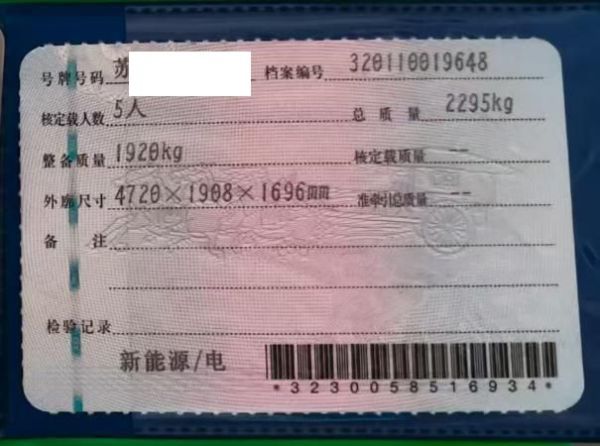 号牌号码 苏 档案编号 320110019648
核定载人数 5人 总质量 2295kg
整备质量 1920kg 核定载质量 --
外廓尺寸 4720×1908×1696mm 准牵引总质量 --
备注
检验记录
新能源/电
*3230058516934*